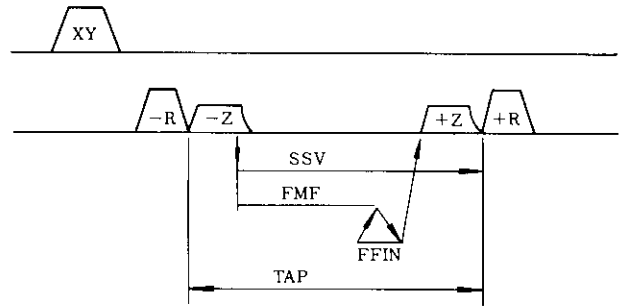 XY
−R −Z +Z +R
SSV
FMF
FFIN
TAP